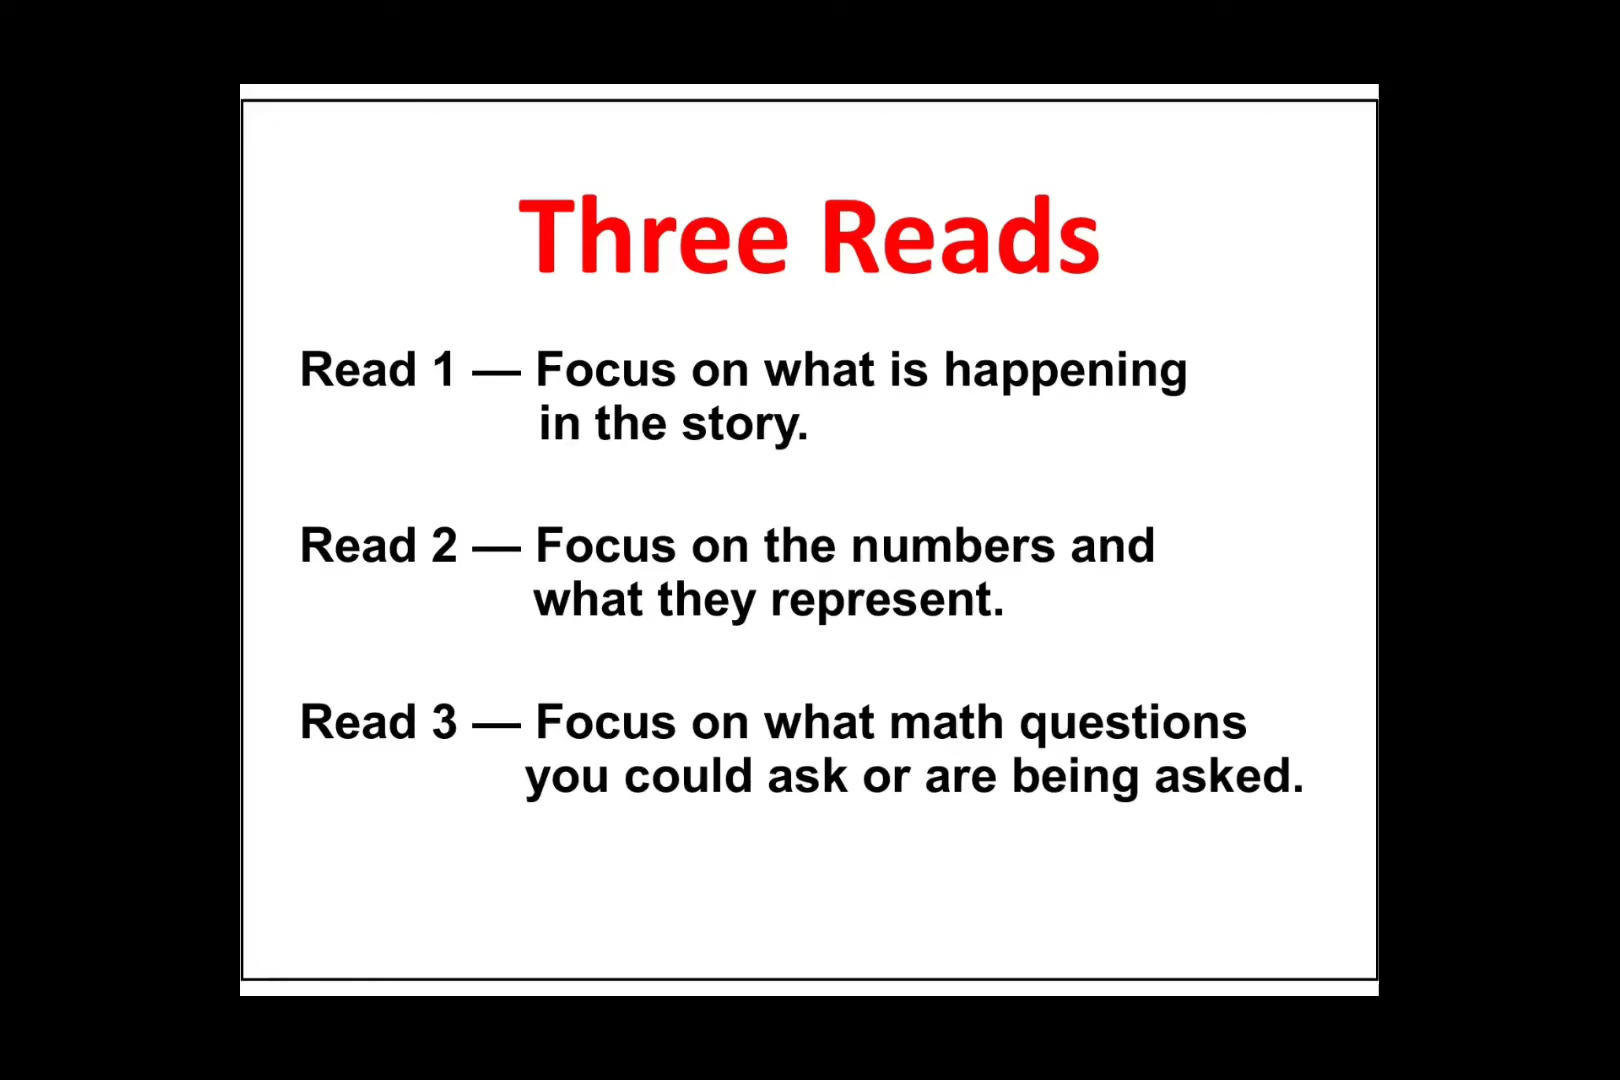 Three Reads
Read 1 — Focus on what is happening
in the story.
Read 2 — Focus on the numbers and
what they represent.
Read 3 — Focus on what math questions
you could ask or are being asked.